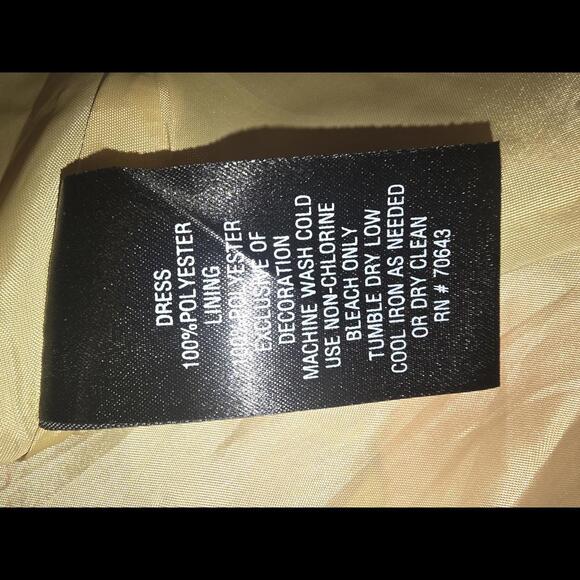 DRESS
100%POLYESTER
LINING
100%POLYESTER
EXCLUSIVE OF
DECORATION
MACHINE WASH COLD
USE NON-CHLORINE
BLEACH ONLY
TUMBLE DRY LOW
COOL IRON AS NEEDED
OR DRY CLEAN
RN # 70643